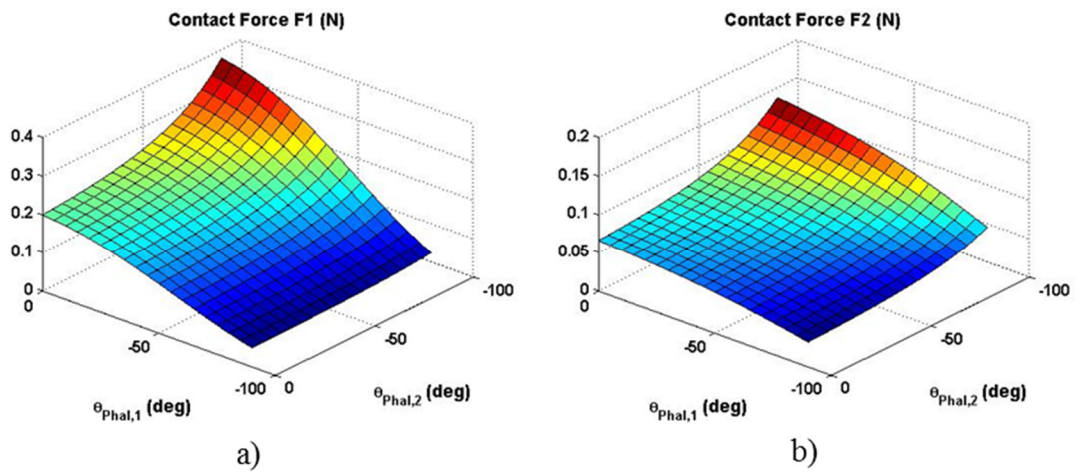 Contact Force F1 (N)
0.4
0.3
0.2
0.1
0
0
-50
-100
0
-50
-100
θPhal,1 (deg)
θPhal,2 (deg)
a)
Contact Force F2 (N)
0.2
0.15
0.1
0.05
0
0
-50
-100
0
-50
-100
θPhal,1 (deg)
θPhal,2 (deg)
b)